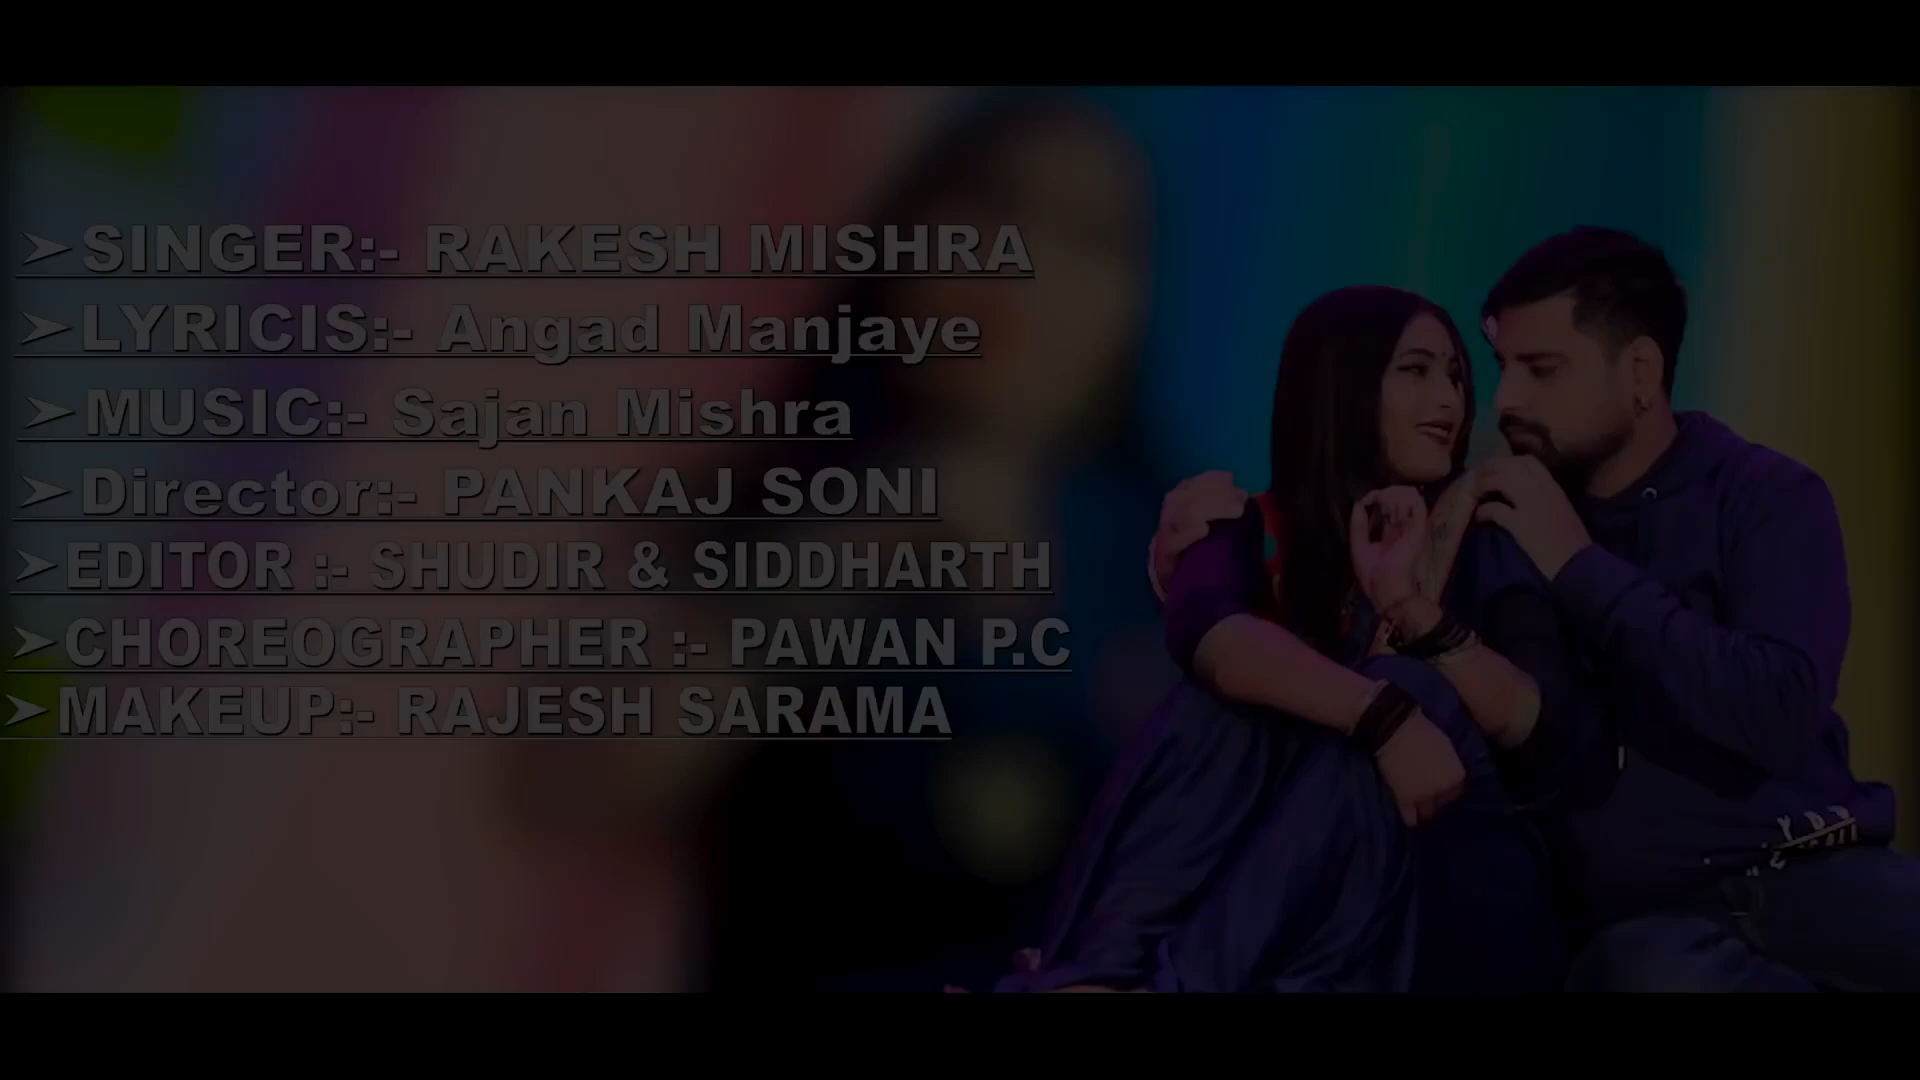 ➤SINGER:- RAKESH MISHRA
➤LYRICIS:- Angad Manjaye
➤MUSIC:- Sajan Mishra
➤Director:- PANKAJ SONI
➤EDITOR :- SHUDIR & SIDDHARTH
➤CHOREOGRAPHER :- PAWAN P.C
➤MAKEUP:- RAJESH SARAMA